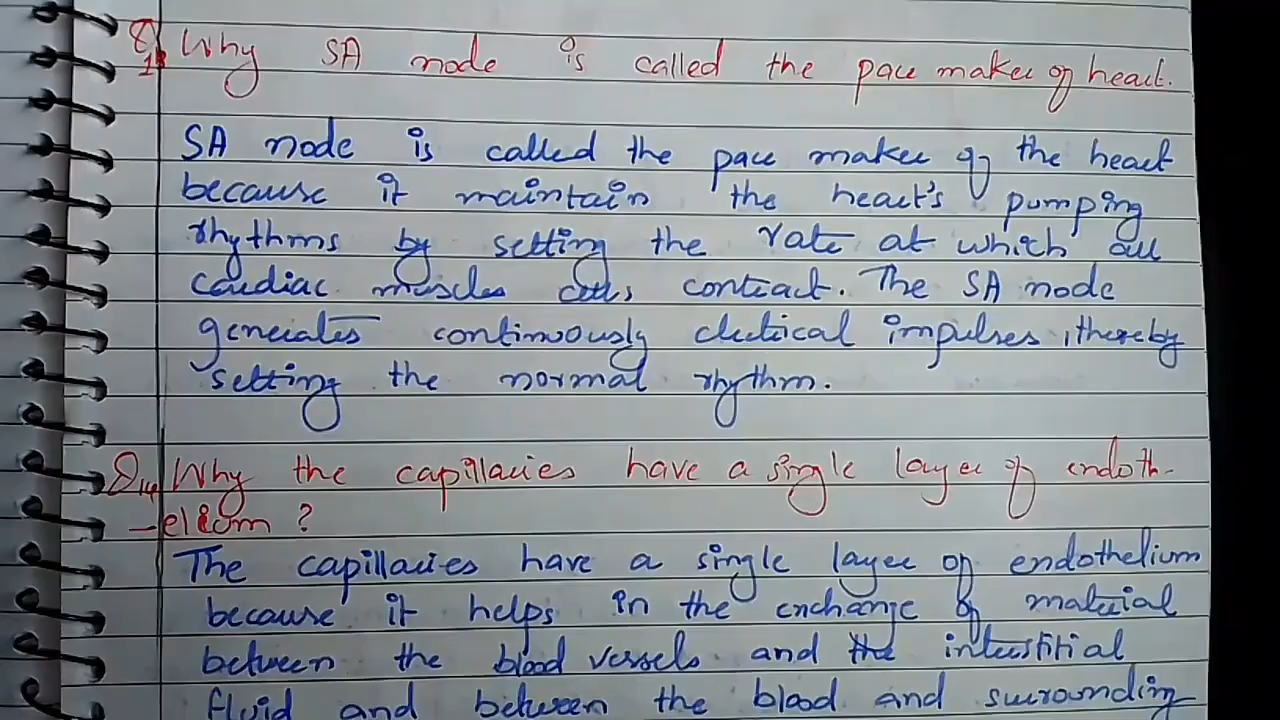 Q1. Why SA node is called the pace maker of heart.
SA node is called the pace maker of the heart
because it maintain the heart's pumping
rhythms by setting the rate at which all
cardiac muscles cells contract. The SA node
generates continuously electrical impulses, thereby
setting the normal rhythm.
Q14 Why the capillaries have a single layer of endoth-
-eliom ?
The capillaries have a single layer of endothelium
because it helps in the exchange of material
between the blood vessels and the interstitial
fluid and between the blood and surrounding